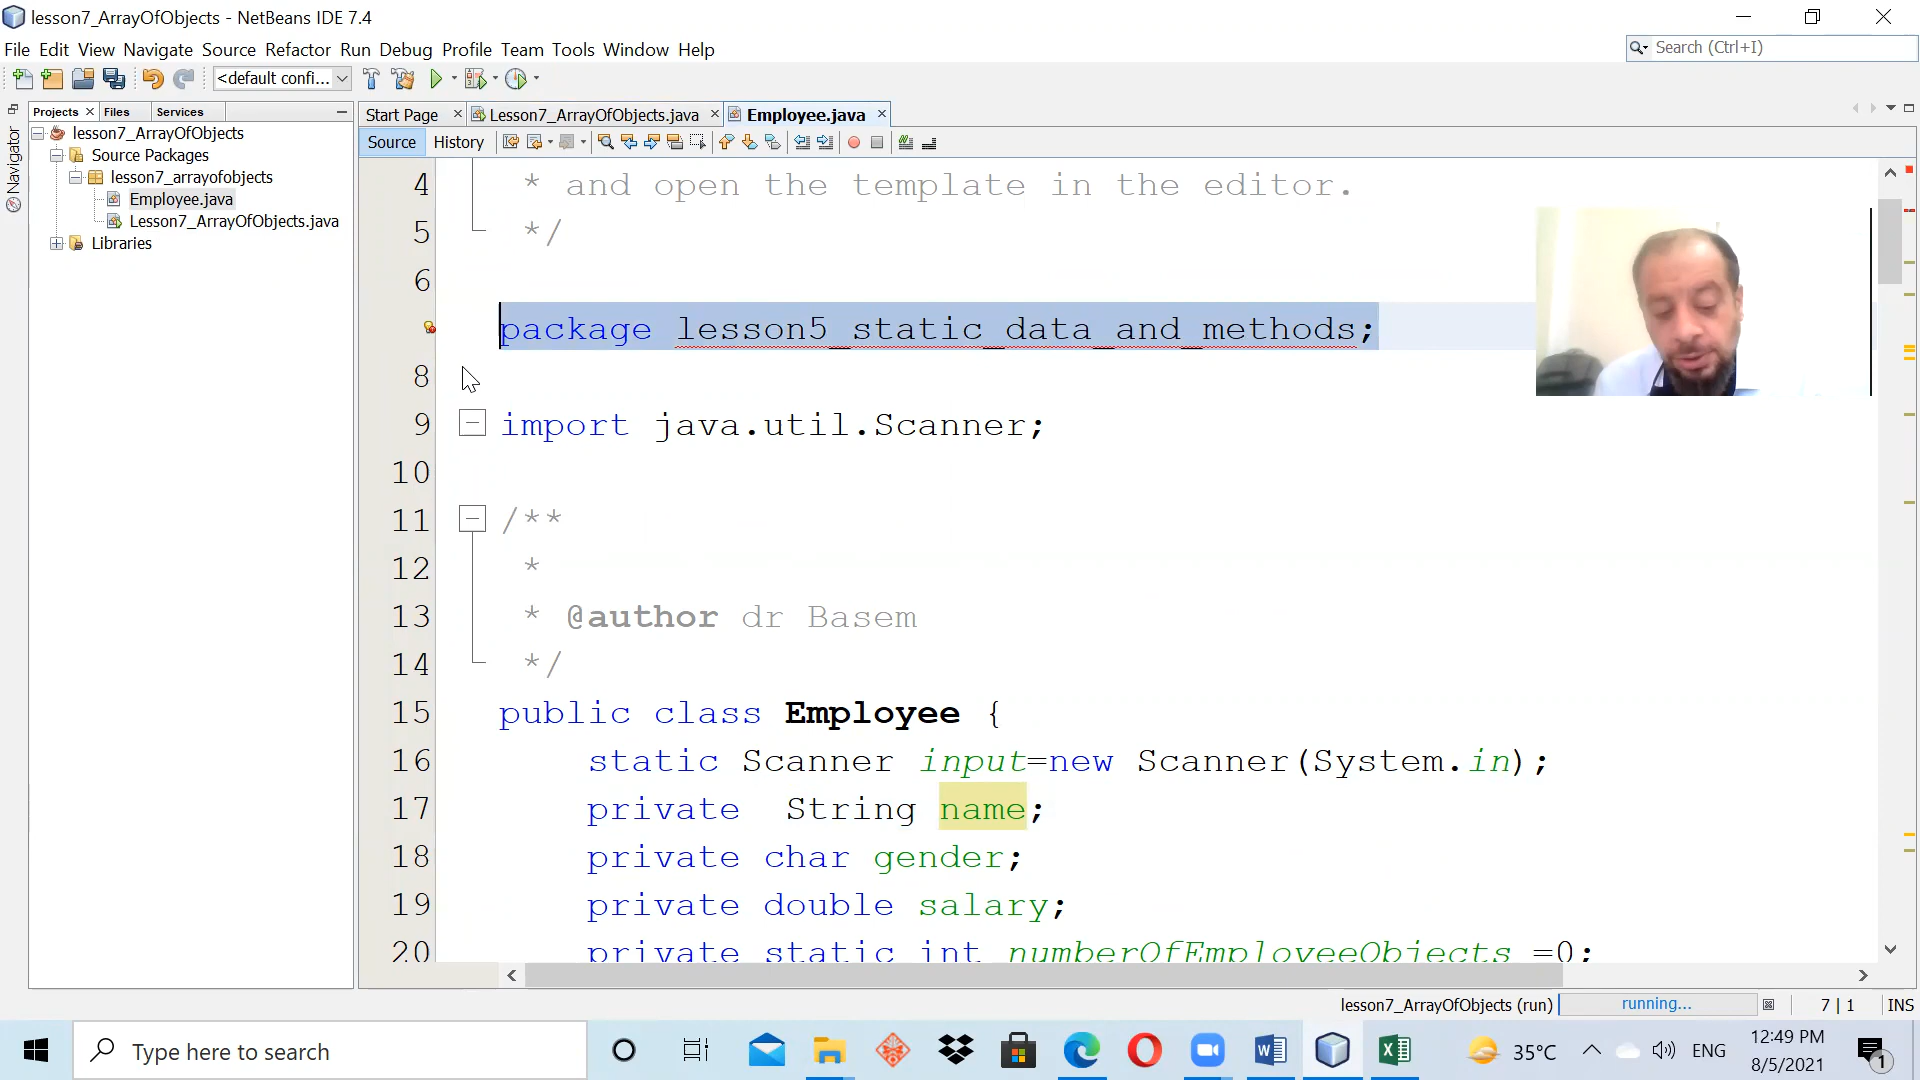 lesson7_ArrayOfObjects - NetBeans IDE 7.4
File Edit View Navigate Source Refactor Run Debug Profile Team Tools Window Help
Search (Ctrl+I)
<default confi...
Projects Files Services
Start Page Lesson7_ArrayOfObjects.java Employee.java
Navigator
lesson7_ArrayOfObjects
Source Packages
lesson7_arrayofobjects
Employee.java
Lesson7_ArrayOfObjects.java
Libraries
Source History
4 * and open the template in the editor.
5 */
6
package lesson5_static_data_and_methods;
8
9 import java.util.Scanner;
10
11 /**
12 *
13 * @author dr Basem
14 */
15 public class Employee {
16 static Scanner input=new Scanner(System.in);
17 private  String name;
18 private char gender;
19 private double salary;
20 private static int numberOfEmployeeObjects =0;
lesson7_ArrayOfObjects (run) running... 7 | 1 INS
Type here to search
35°C ENG 12:49 PM
8/5/2021
1